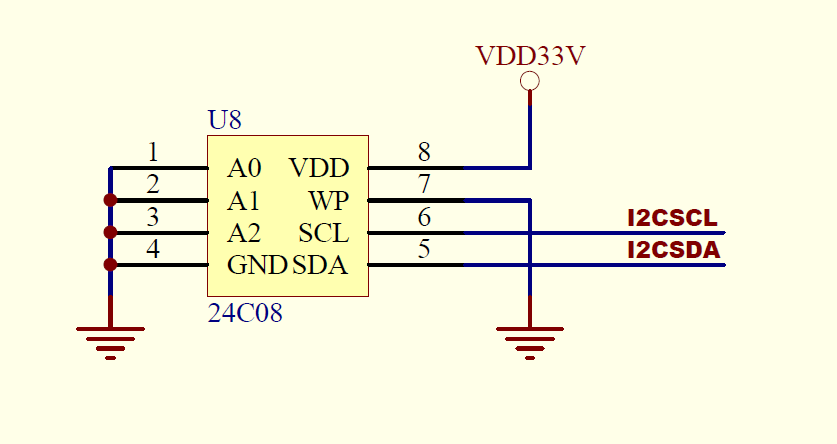 VDD33V
U8
1 A0 VDD 8
2 A1 WP 7
3 A2 SCL 6 I2CSCL
4 GND SDA 5 I2CSDA
24C08